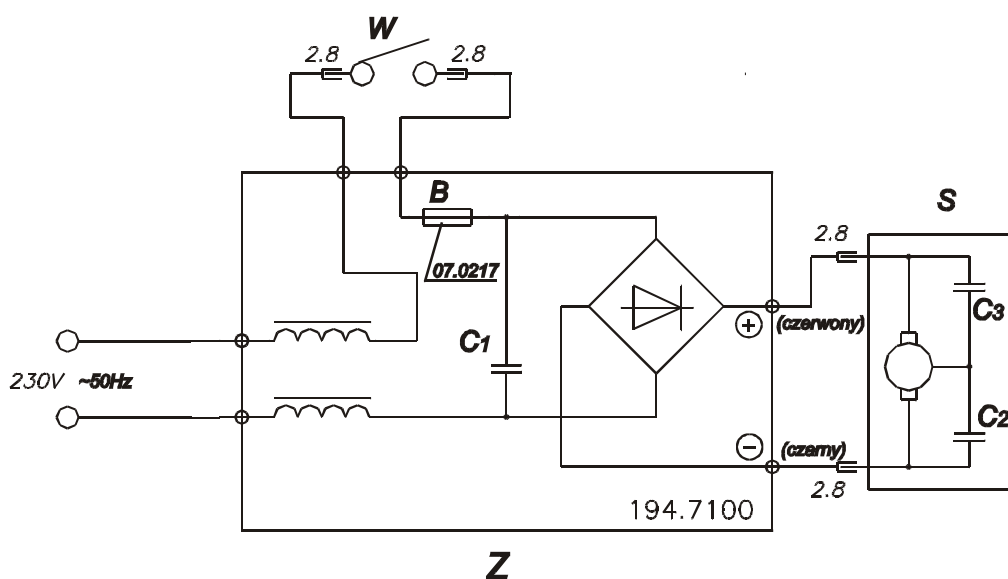 W
2.8
2.8
B
07.0217
S
2.8
C1
C3
(czerwony)
230V ~50Hz
C2
(czarny)
2.8
194.7100
Z